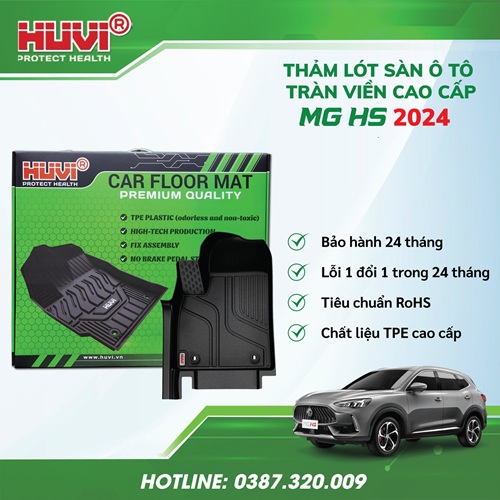 HUVI®
PROTECT HEALTH
THẢM LÓT SÀN Ô TÔ
TRÀN VIỀN CAO CẤP
MG HS 2024
HUVI®
PROTECT HEALTH
CAR FLOOR MAT
PREMIUM QUALITY
TPE PLASTIC (odorless and non-toxic)
HIGH-TECH PRODUCTION
FIX ASSEMBLY
NO BRAKE PEDAL
HUVI
www.huvi.vn
Bảo hành 24 tháng
Lỗi 1 đổi 1 trong 24 tháng
Tiêu chuẩn RoHS
Chất liệu TPE cao cấp
MG HS
HOTLINE: 0387.320.009